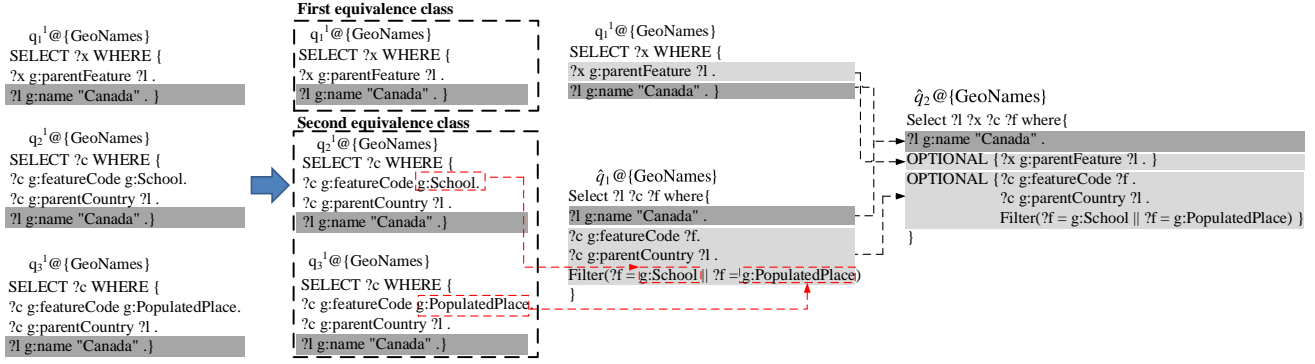 q₁¹@{GeoNames}
SELECT ?x WHERE {
?x g:parentFeature ?l .
?l g:name "Canada" . }
q₂¹@{GeoNames}
SELECT ?c WHERE {
?c g:featureCode g:School.
?c g:parentCountry ?l .
?l g:name "Canada" .}
q₃¹@{GeoNames}
SELECT ?c WHERE {
?c g:featureCode g:PopulatedPlace.
?c g:parentCountry ?l .
?l g:name "Canada" .}
First equivalence class
q₁¹@{GeoNames}
SELECT ?x WHERE {
?x g:parentFeature ?l .
?l g:name "Canada" . }
Second equivalence class
q₂¹@{GeoNames}
SELECT ?c WHERE {
?c g:featureCode g:School.
?c g:parentCountry ?l .
?l g:name "Canada" .}
q₃¹@{GeoNames}
SELECT ?c WHERE {
?c g:featureCode g:PopulatedPlace.
?c g:parentCountry ?l .
?l g:name "Canada" .}
q₁¹@{GeoNames}
SELECT ?x WHERE {
?x g:parentFeature ?l .
?l g:name "Canada" . }
q̂₁@{GeoNames}
Select ?l ?c ?f where{
?l g:name "Canada" .
?c g:featureCode ?f.
?c g:parentCountry ?l.
Filter(?f = g:School || ?f = g:PopulatedPlace)
}
q̂₂@{GeoNames}
Select ?l ?x ?c ?f where{
?l g:name "Canada" .
OPTIONAL {?x g:parentFeature ?l . }
OPTIONAL {?c g:featureCode ?f .
?c g:parentCountry ?l .
Filter(?f = g:School || ?f = g:PopulatedPlace) }
}